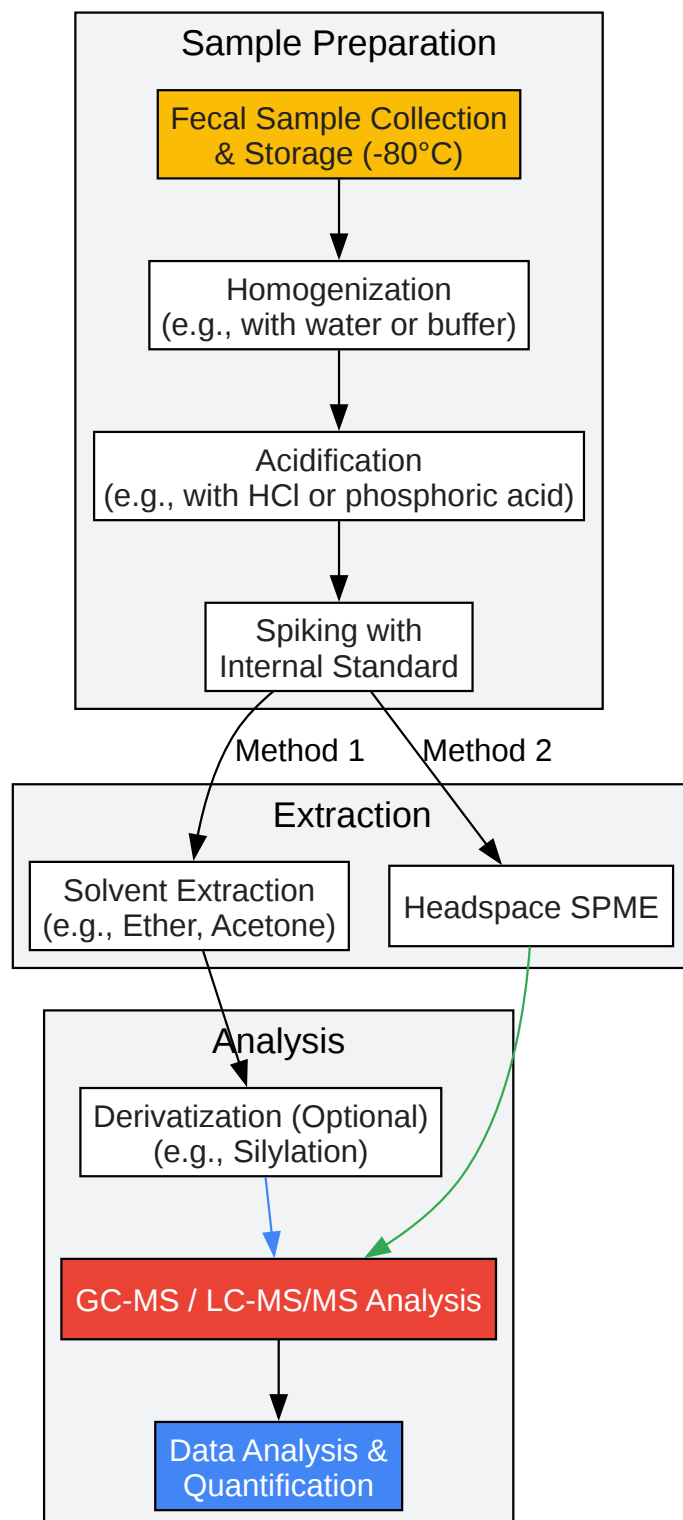 Sample Preparation
Fecal Sample Collection
& Storage (-80°C)
Homogenization
(e.g., with water or buffer)
Acidification
(e.g., with HCl or phosphoric acid)
Spiking with
Internal Standard
Method 1
Method 2
Extraction
Solvent Extraction
(e.g., Ether, Acetone)
Headspace SPME
Analysis
Derivatization (Optional)
(e.g., Silylation)
GC-MS / LC-MS/MS Analysis
Data Analysis &
Quantification